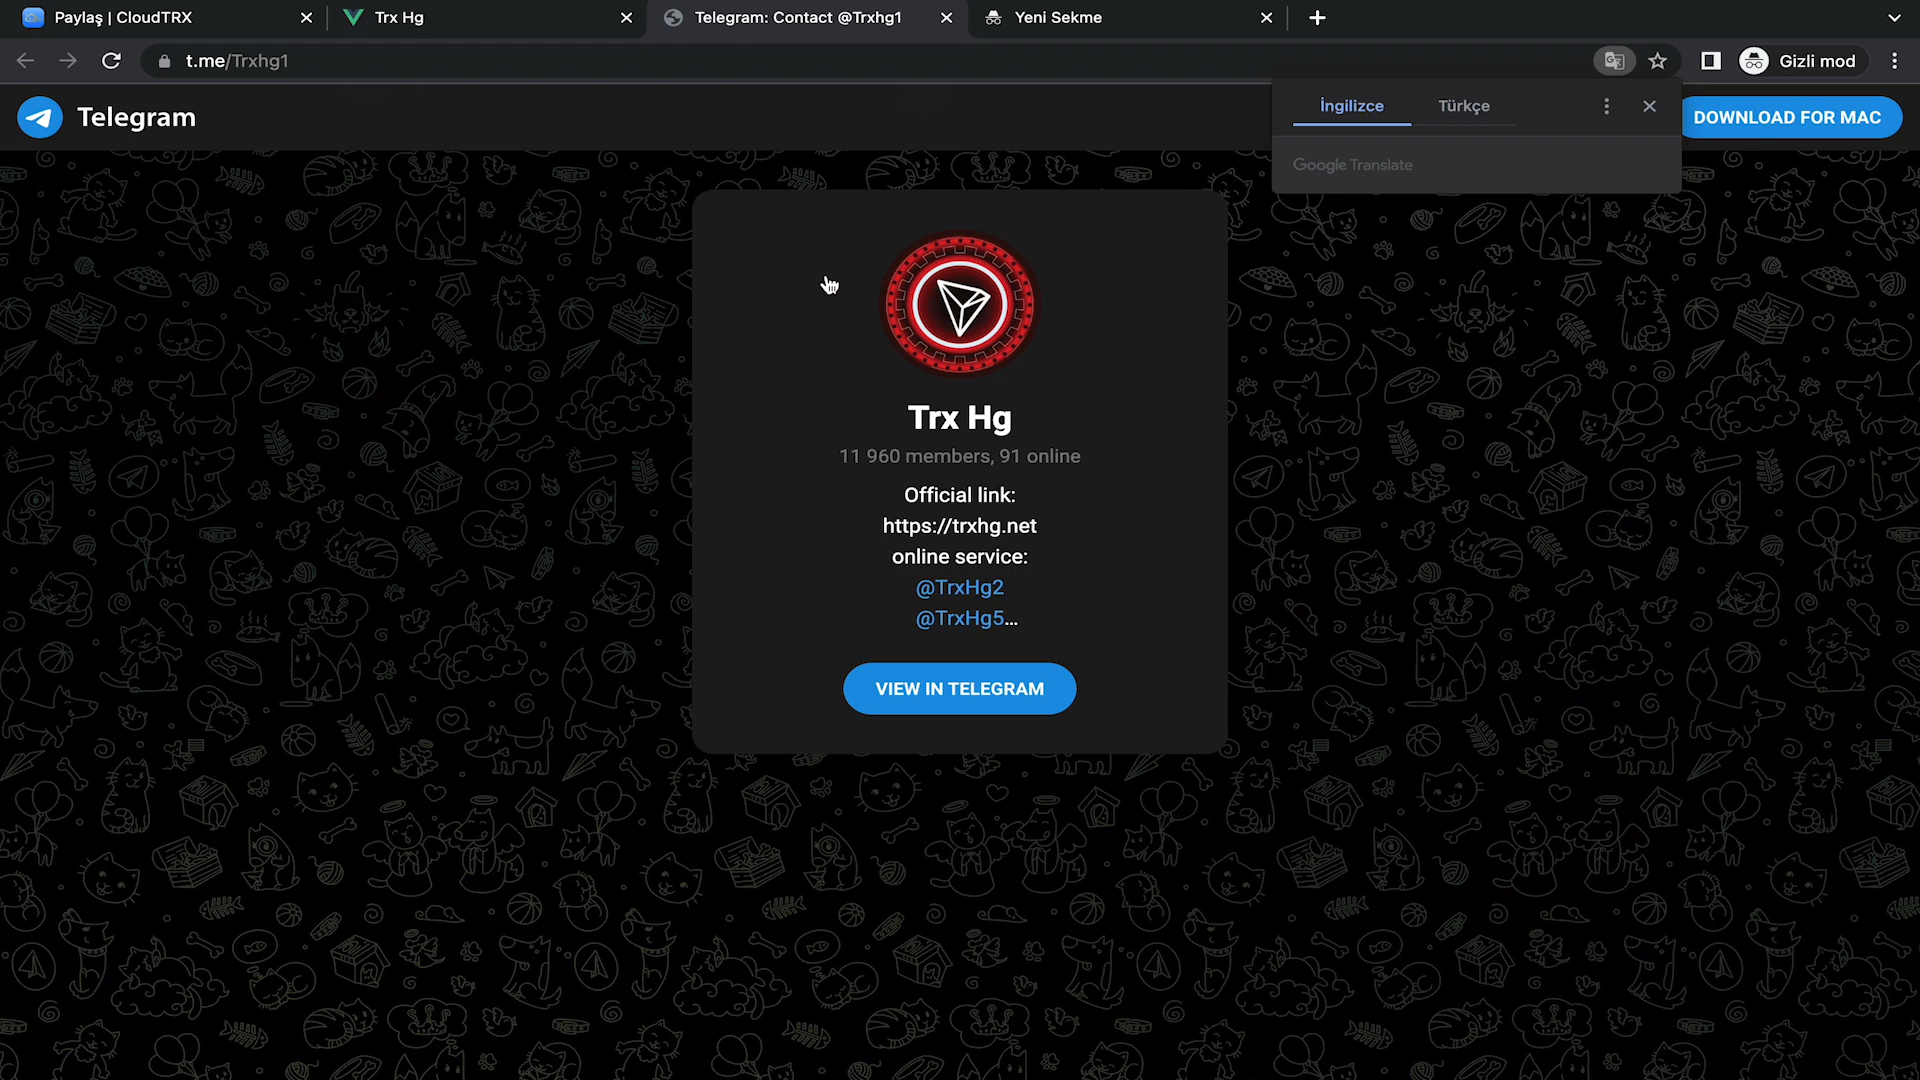 Paylaş | CloudTRX
Trx Hg
Telegram: Contact @Trxhg1
Yeni Sekme
t.me/Trxhg1
Gizli mod
Telegram
İngilizce
Türkçe
DOWNLOAD FOR MAC
Google Translate
Trx Hg
11 960 members, 91 online
Official link:
https://trxhg.net
online service:
@TrxHg2
@TrxHg5...
VIEW IN TELEGRAM